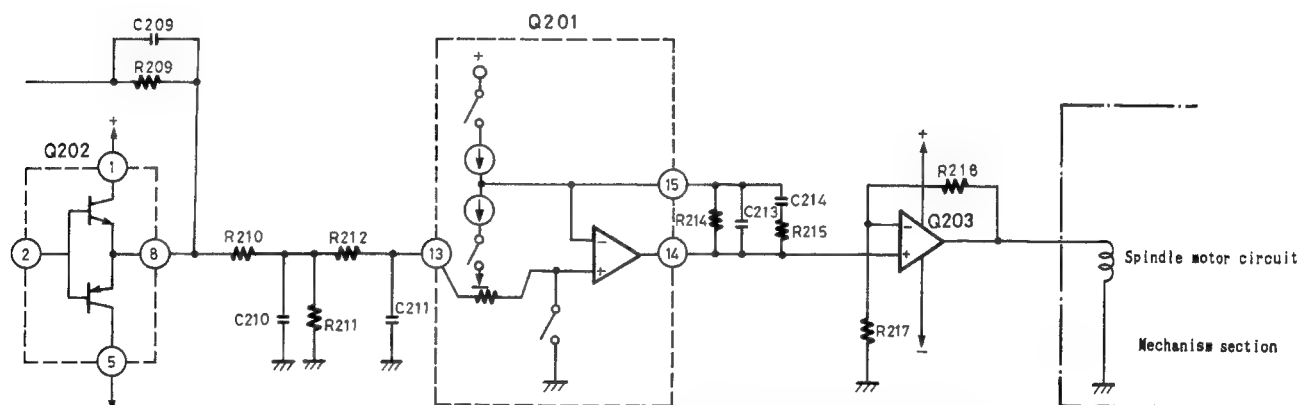 C209
R209
Q202
+
1
2
8
5
R210
R212
C210
R211
C211
Q201
+
13
15
14
-
+
R214
C213
C214
R215
R218
+
Q203
-
+
-
R217
Spindle motor circuit
Mechanism section